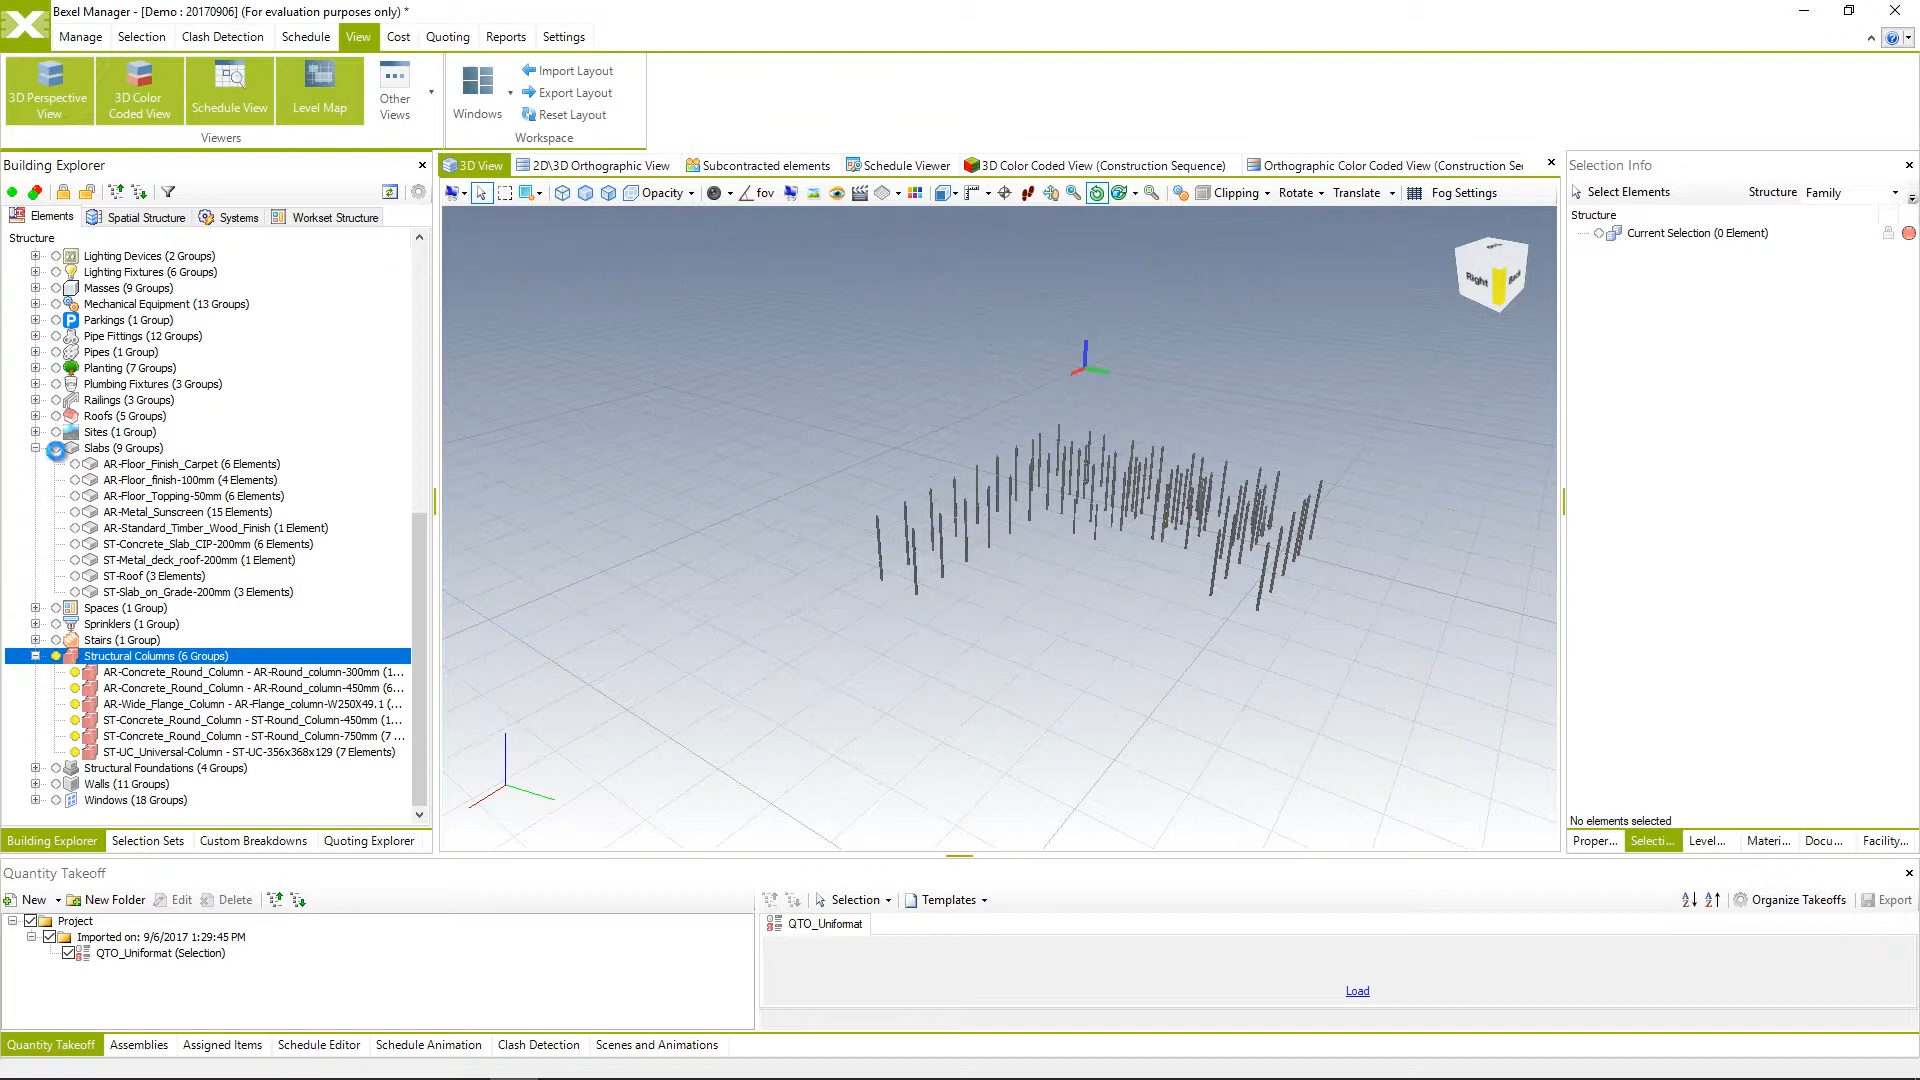 Bexel Manager - [Demo : 20170906] (For evaluation purposes only) *
Manage Selection Clash Detection Schedule View Cost Quoting Reports Settings
3D Perspective View
3D Color Coded View
Schedule View
Level Map
Other Views
Viewers
Windows
Import Layout
Export Layout
Reset Layout
Workspace
Building Explorer
Elements Spatial Structure Systems Workset Structure
Structure
Lighting Devices (2 Groups)
Lighting Fixtures (6 Groups)
Masses (9 Groups)
Mechanical Equipment (13 Groups)
Parkings (1 Group)
Pipe Fittings (12 Groups)
Pipes (1 Group)
Planting (7 Groups)
Plumbing Fixtures (3 Groups)
Railings (3 Groups)
Roofs (5 Groups)
Sites (1 Group)
Slabs (9 Groups)
AR-Floor_Finish_Carpet (6 Elements)
AR-Floor_finish-100mm (4 Elements)
AR-Floor_Topping-50mm (6 Elements)
AR-Metal_Sunscreen (15 Elements)
AR-Standard_Timber_Wood_Finish (1 Element)
ST-Concrete_Slab_CIP-200mm (6 Elements)
ST-Metal_deck_roof-200mm (1 Element)
ST-Roof (3 Elements)
ST-Slab_on_Grade-200mm (3 Elements)
Spaces (1 Group)
Sprinklers (1 Group)
Stairs (1 Group)
Structural Columns (6 Groups)
AR-Concrete_Round_Column - AR-Round_column-300mm (1...
AR-Concrete_Round_Column - AR-Round_column-450mm (6...
AR-Wide_Flange_Column - AR-Flange_column-W250X49.1 (...
ST-Concrete_Round_Column - ST-Round_Column-450mm (1...
ST-Concrete_Round_Column - ST-Round_Column-750mm (7 ...
ST-UC_Universal-Column - ST-UC-356x368x129 (7 Elements)
Structural Foundations (4 Groups)
Walls (11 Groups)
Windows (18 Groups)
Building Explorer Selection Sets Custom Breakdowns Quoting Explorer
3D View 2D\3D Orthographic View Subcontracted elements Schedule Viewer 3D Color Coded View (Construction Sequence) Orthographic Color Coded View (Construction Se
Opacity fov Clipping Rotate Translate Fog Settings
Right Back
Selection Info
Select Elements Structure Family
Structure
Current Selection (0 Element)
No elements selected
Proper... Selecti... Level... Materi... Docu... Facility...
Quantity Takeoff
New New Folder Edit Delete
Project
Imported on: 9/6/2017 1:29:45 PM
QTO_Uniformat (Selection)
Selection Templates Organize Takeoffs Export
QTO_Uniformat
Load
Quantity Takeoff Assemblies Assigned Items Schedule Editor Schedule Animation Clash Detection Scenes and Animations